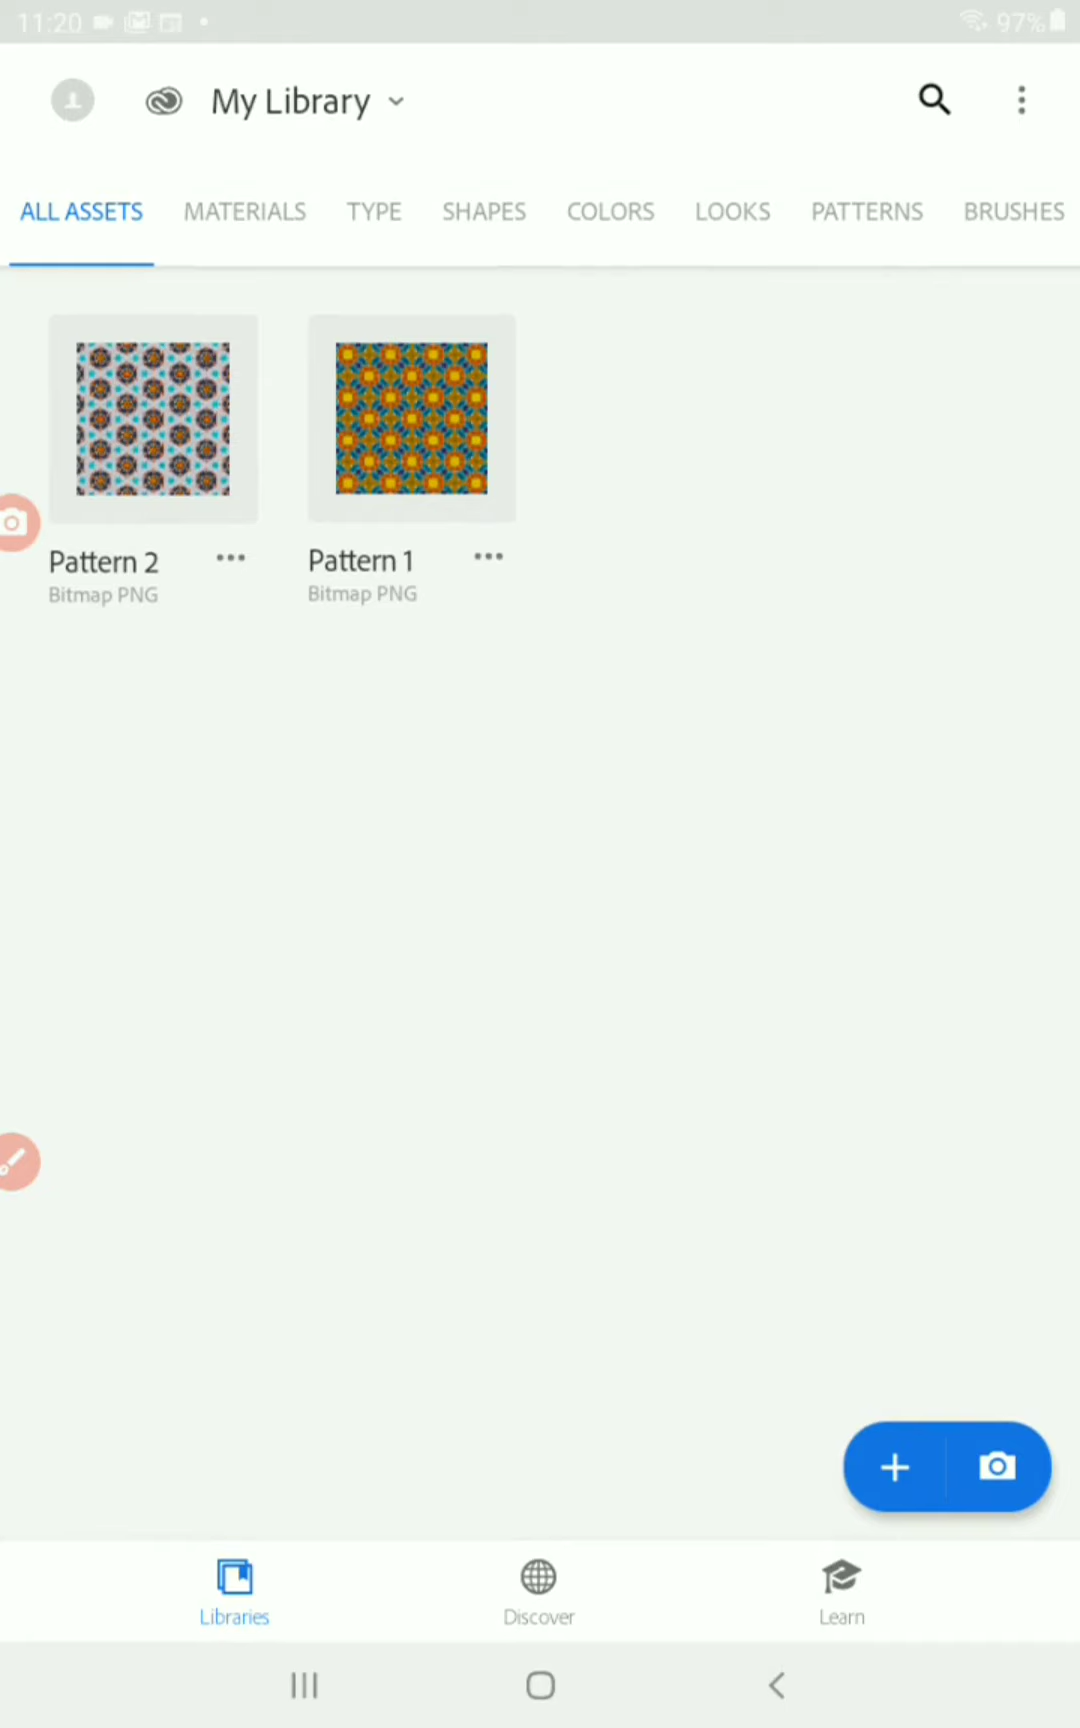 11:20
97%
My Library
ALL ASSETS MATERIALS TYPE SHAPES COLORS LOOKS PATTERNS BRUSHES
Pattern 2 Pattern 1
Bitmap PNG Bitmap PNG
Libraries Discover Learn